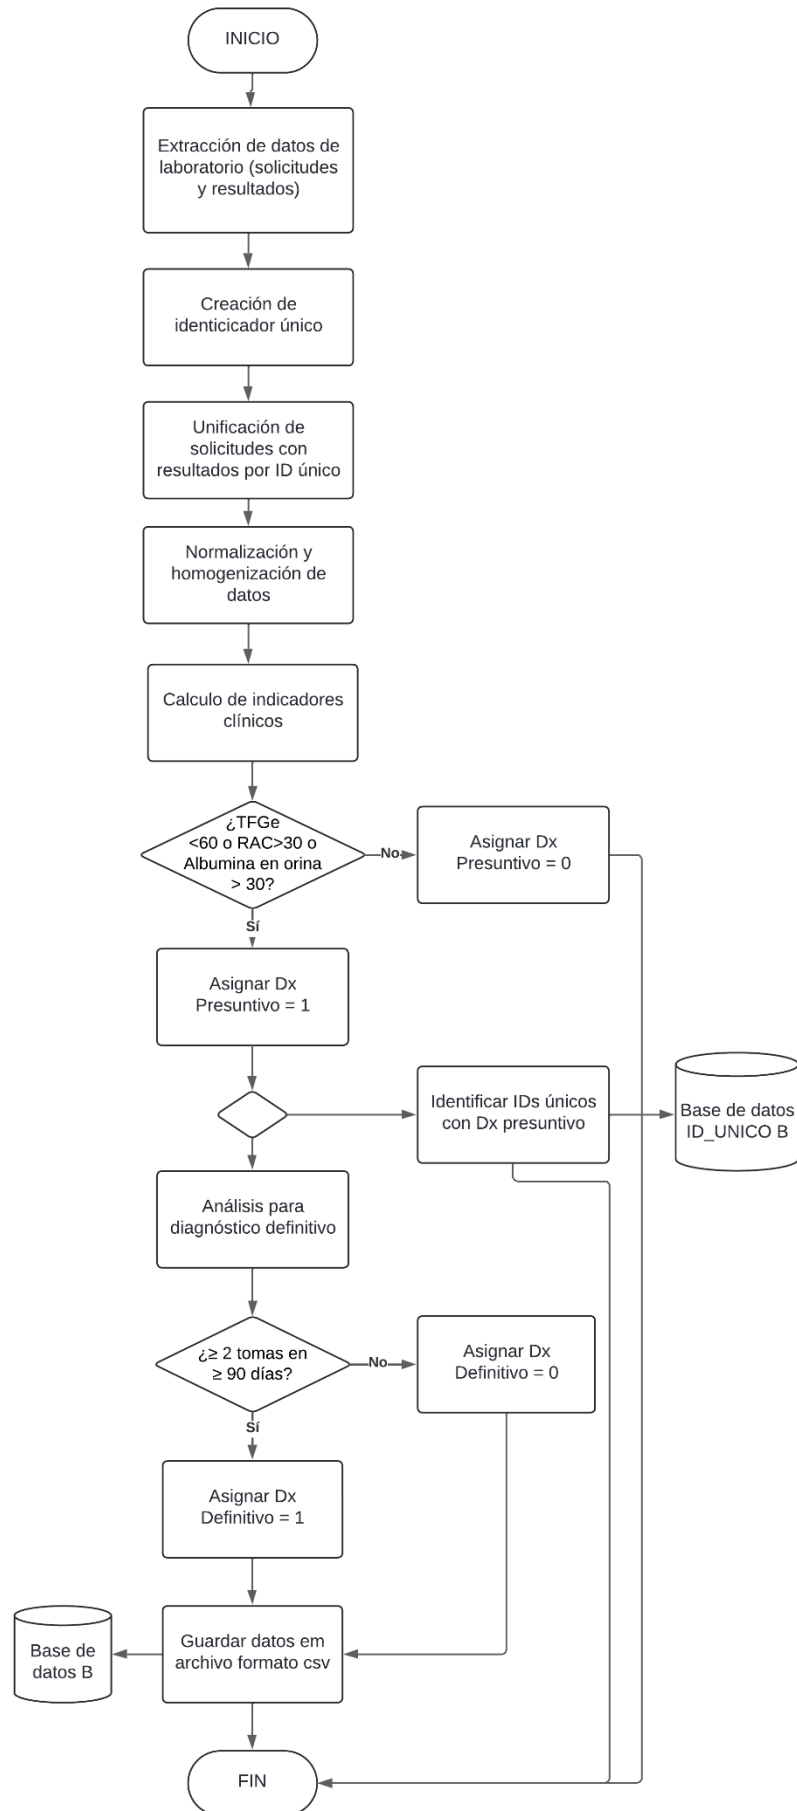 INICIO
Extracción de datos de
laboratorio (solicitudes
y resultados)
Creación de
identicicador único
Unificación de
solicitudes con
resultados por ID único
Normalización y
homogenización de
datos
Calculo de indicadores
clínicos
¿TFGe
<60 o RAC>30 o
Albumina en orina
> 30?
No
Asignar Dx
Presuntivo = 0
Sí
Asignar Dx
Presuntivo = 1
Identificar IDs únicos
con Dx presuntivo
Base de datos
ID_UNICO B
Análisis para
diagnóstico definitivo
¿≥ 2 tomas en
≥ 90 días?
No
Asignar Dx
Definitivo = 0
Sí
Asignar Dx
Definitivo = 1
Guardar datos em
archivo formato csv
Base de
datos B
FIN